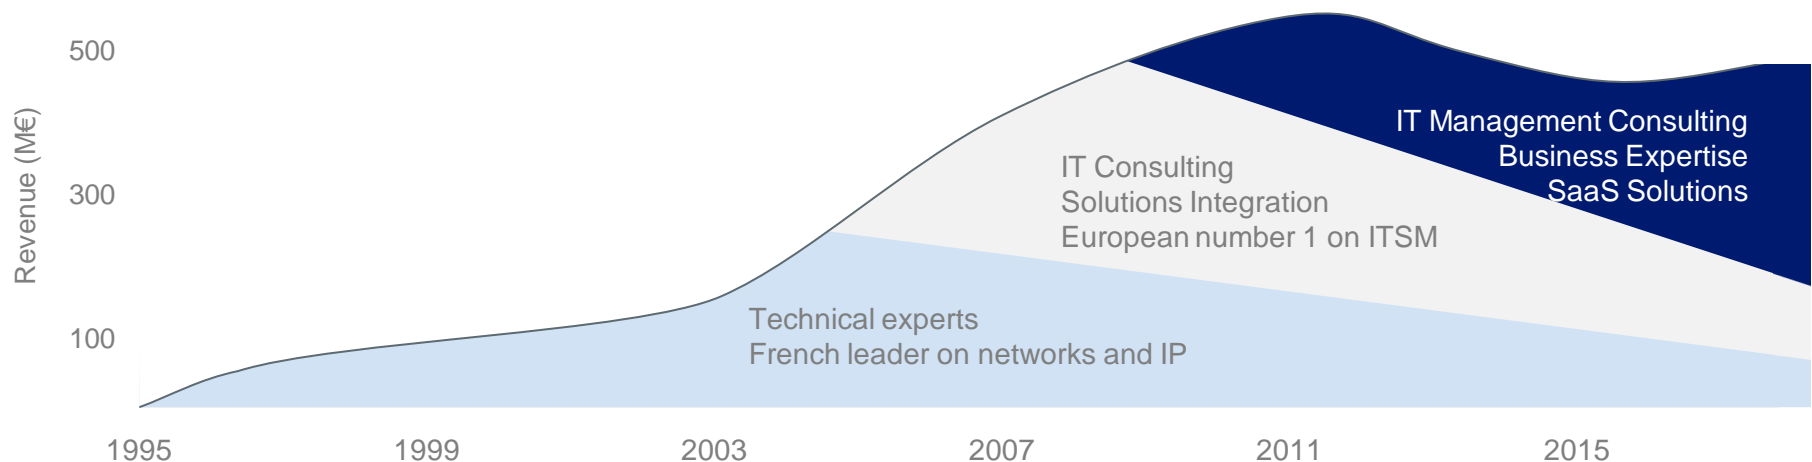 500
300
100
Revenue (M€)
IT Management Consulting
Business Expertise
SaaS Solutions
IT Consulting
Solutions Integration
European number 1 on ITSM
Technical experts
French leader on networks and IP
1995
1999
2003
2007
2011
2015